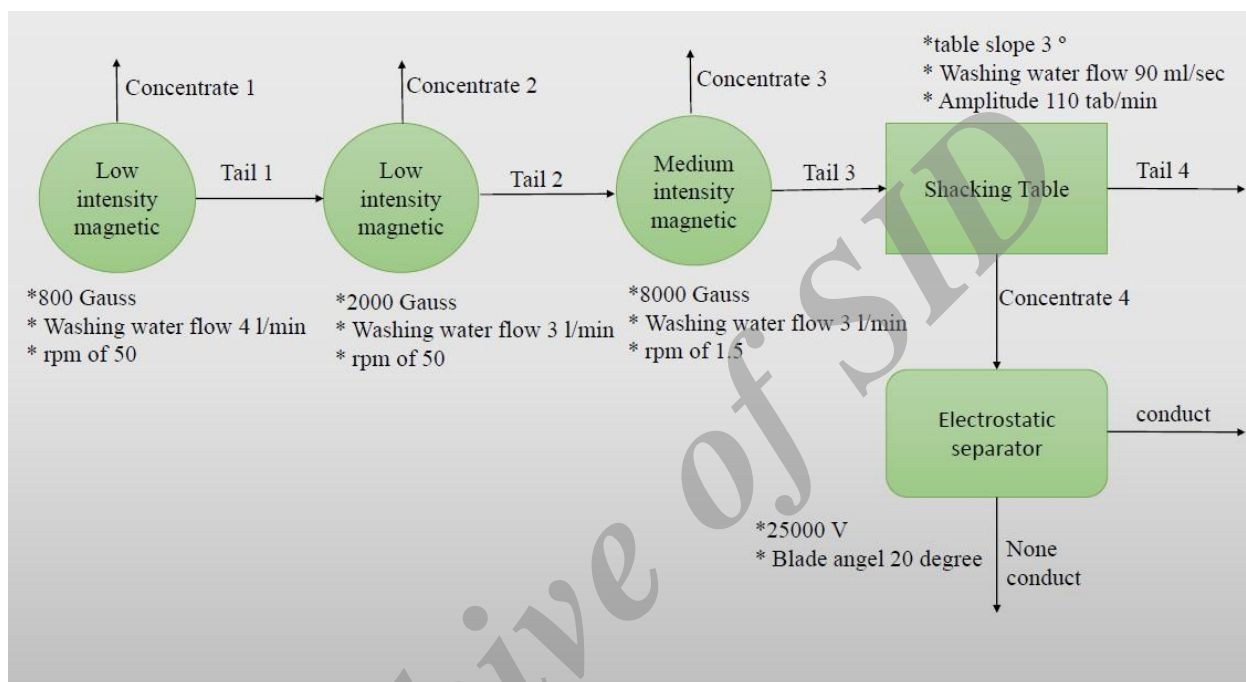 *table slope 3 °
* Washing water flow 90 ml/sec
* Amplitude 110 tab/min
Concentrate 1
Concentrate 2
Concentrate 3
Low
intensity
magnetic
Tail 1
Low
intensity
magnetic
Tail 2
Medium
intensity
magnetic
Tail 3
Shacking Table
Tail 4
*800 Gauss
* Washing water flow 4 l/min
* rpm of 50
*2000 Gauss
* Washing water flow 3 l/min
* rpm of 50
*8000 Gauss
* Washing water flow 3 l/min
* rpm of 1.5
Concentrate 4
Electrostatic
separator
conduct
*25000 V
* Blade angel 20 degree
None
conduct
hive of SID